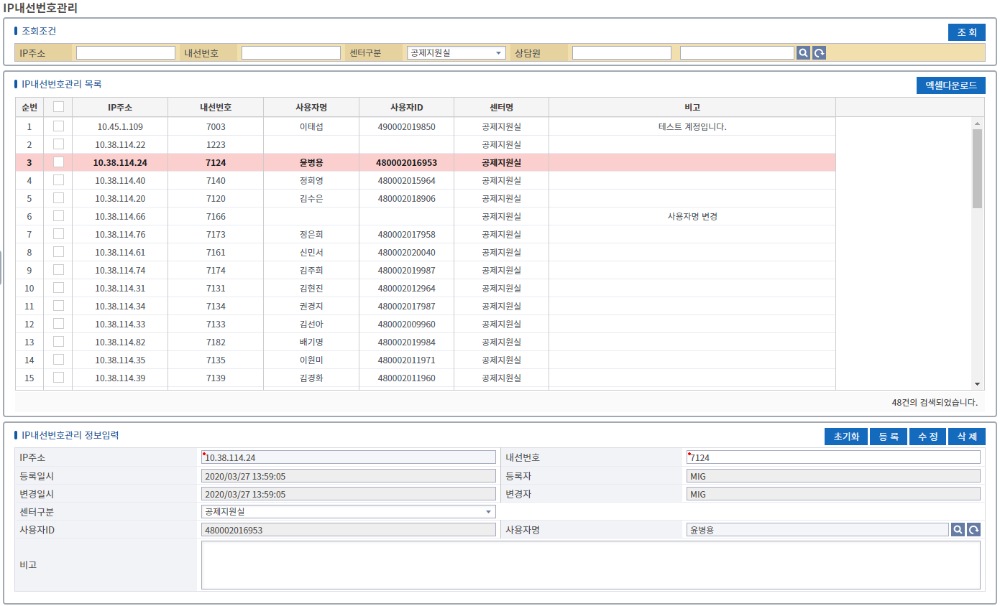 IP내선번호관리
조회조건
조 회
IP주소 내선번호 센터구분 공제지원실 상담원
IP내선번호관리 목록
엑셀다운로드
순번 IP주소 내선번호 사용자명 사용자ID 센터명 비고
1 10.45.1.109 7003 이태섭 490002019850 공제지원실 테스트 계정입니다.
2 10.38.114.22 1223 공제지원실
3 10.38.114.24 7124 윤병용 480002016953 공제지원실
4 10.38.114.40 7140 정희영 480002015964 공제지원실
5 10.38.114.20 7120 김수은 480002018906 공제지원실
6 10.38.114.66 7166 공제지원실 사용자명 변경
7 10.38.114.76 7173 정은희 480002017958 공제지원실
8 10.38.114.61 7161 신민서 480002020040 공제지원실
9 10.38.114.74 7174 김주희 480002019987 공제지원실
10 10.38.114.31 7131 김현진 480002012964 공제지원실
11 10.38.114.34 7134 권경지 480002017987 공제지원실
12 10.38.114.33 7133 김선아 480002009960 공제지원실
13 10.38.114.82 7182 배기명 480002019984 공제지원실
14 10.38.114.35 7135 이원미 480002011971 공제지원실
15 10.38.114.39 7139 김경화 480002011960 공제지원실
48건의 검색되었습니다.
IP내선번호관리 정보입력
초기화 등 록 수 정 삭 제
IP주소 10.38.114.24 내선번호 7124
등록일시 2020/03/27 13:59:05 등록자 MIG
변경일시 2020/03/27 13:59:05 변경자 MIG
센터구분 공제지원실
사용자ID 480002016953 사용자명 윤병용
비고